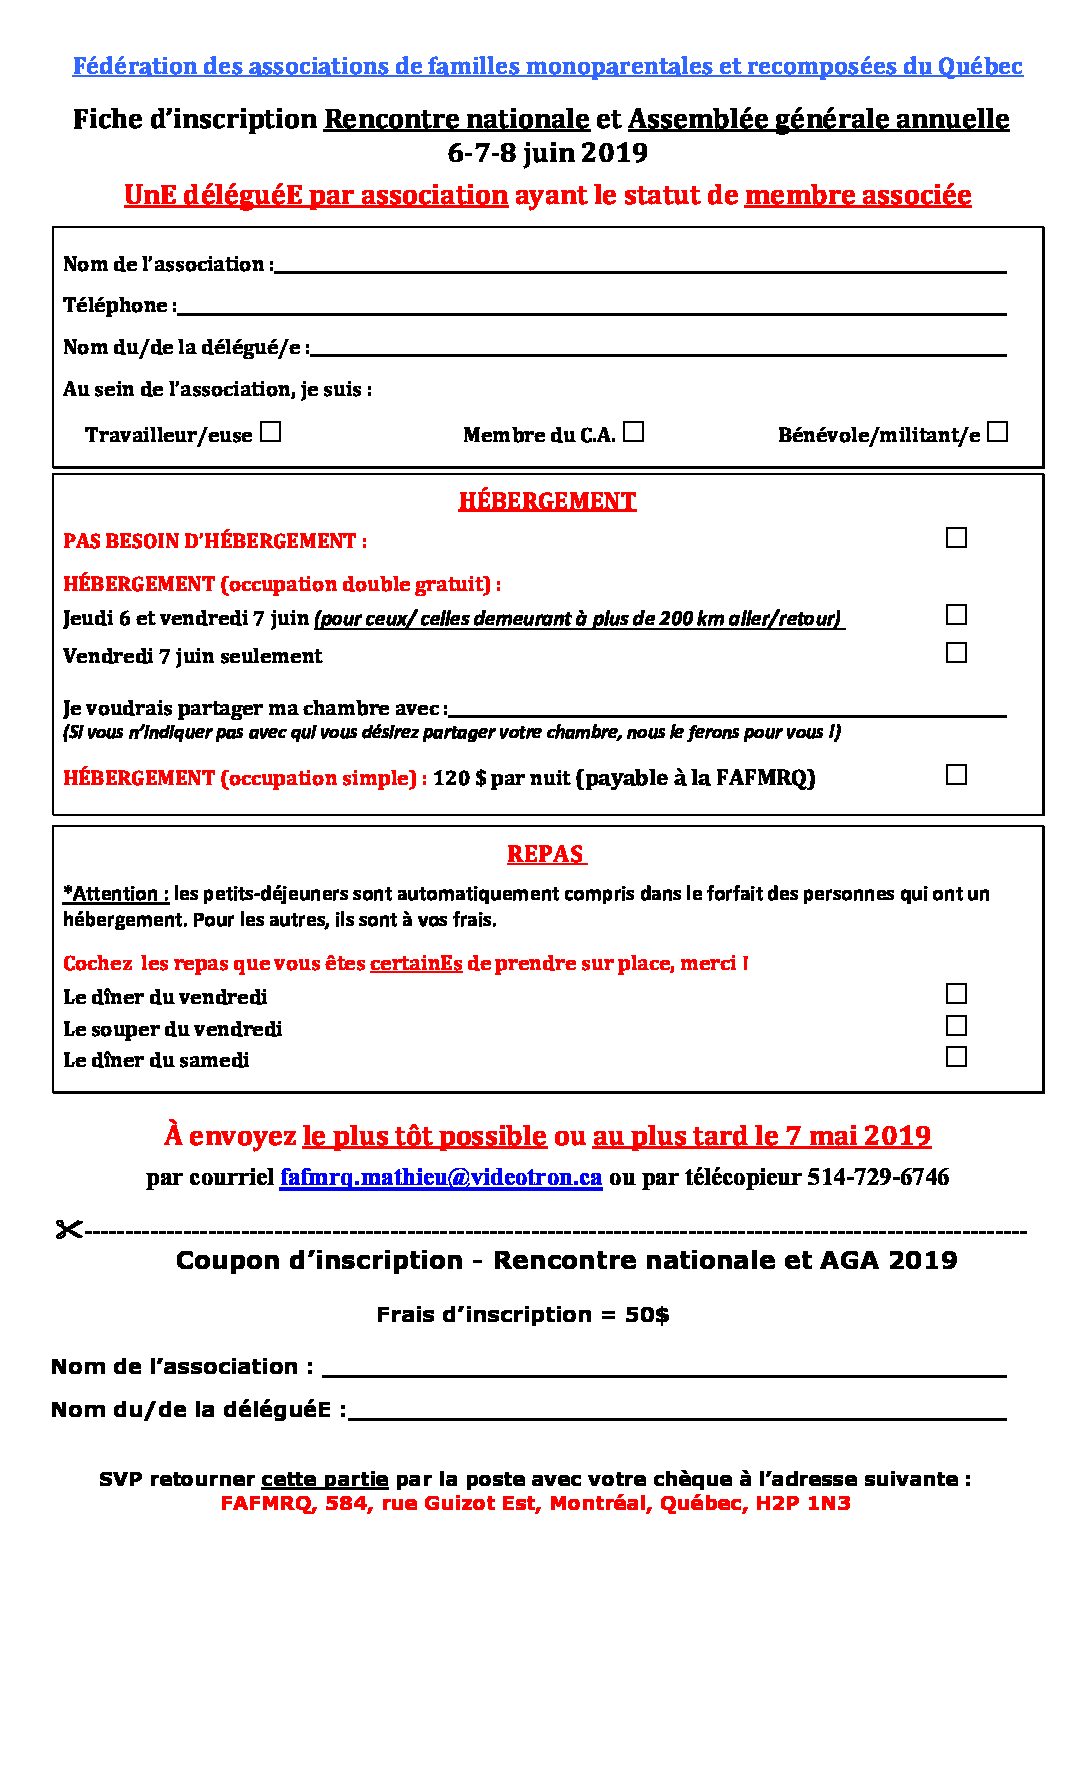 Fédération des associations de familles monoparentales et recomposées du Québec
Fiche d’inscription Rencontre nationale et Assemblée générale annuelle
6-7-8 juin 2019
UnE déléguéE par association ayant le statut de membre associée
Nom de l’association :
Téléphone :
Nom du/de la délégué/e :
Au sein de l’association, je suis :
Travailleur/euse ☐ Membre du C.A. ☐ Bénévole/militant/e ☐
HÉBERGEMENT
PAS BESOIN D’HÉBERGEMENT : ☐
HÉBERGEMENT (occupation double gratuit) :
Jeudi 6 et vendredi 7 juin (pour ceux/ celles demeurant à plus de 200 km aller/retour) ☐
Vendredi 7 juin seulement ☐
Je voudrais partager ma chambre avec :
(Si vous n’indiquer pas avec qui vous désirez partager votre chambre, nous le ferons pour vous !)
HÉBERGEMENT (occupation simple) : 120 $ par nuit (payable à la FAFMRQ) ☐
REPAS
*Attention : les petits-déjeuners sont automatiquement compris dans le forfait des personnes qui ont un
hébergement. Pour les autres, ils sont à vos frais.
Cochez les repas que vous êtes certainEs de prendre sur place, merci !
Le dîner du vendredi ☐
Le souper du vendredi ☐
Le dîner du samedi ☐
À envoyez le plus tôt possible ou au plus tard le 7 mai 2019
par courriel fafmrq.mathieu@videotron.ca ou par télécopieur 514-729-6746
Coupon d’inscription - Rencontre nationale et AGA 2019
Frais d’inscription = 50$
Nom de l’association :
Nom du/de la déléguéE :
SVP retourner cette partie par la poste avec votre chèque à l’adresse suivante :
FAFMRQ, 584, rue Guizot Est, Montréal, Québec, H2P 1N3